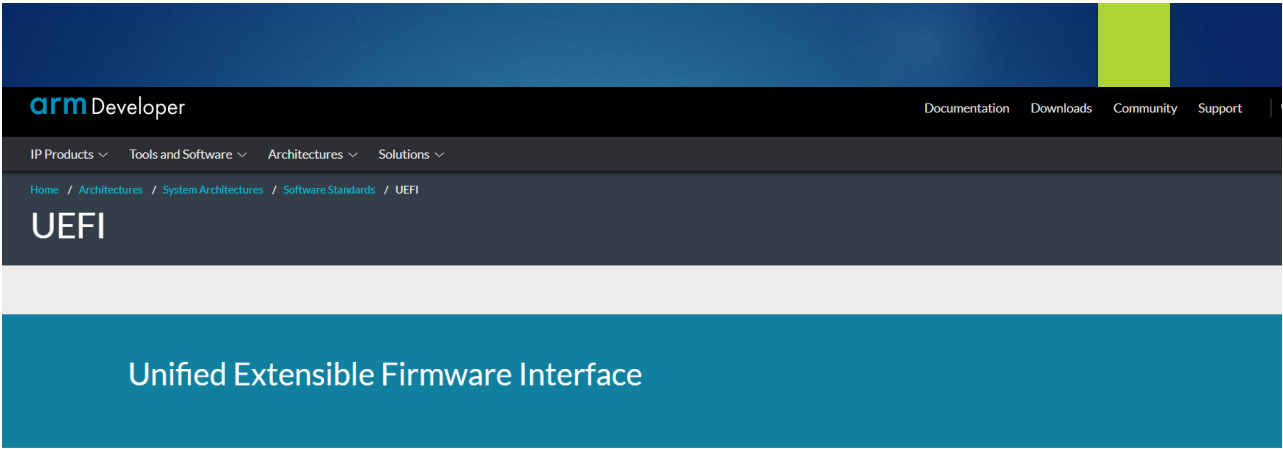 arm Developer
Documentation Downloads Community Support
IP Products Tools and Software Architectures Solutions
Home / Architectures / System Architectures / Software Standards / UEFI
UEFI
Unified Extensible Firmware Interface